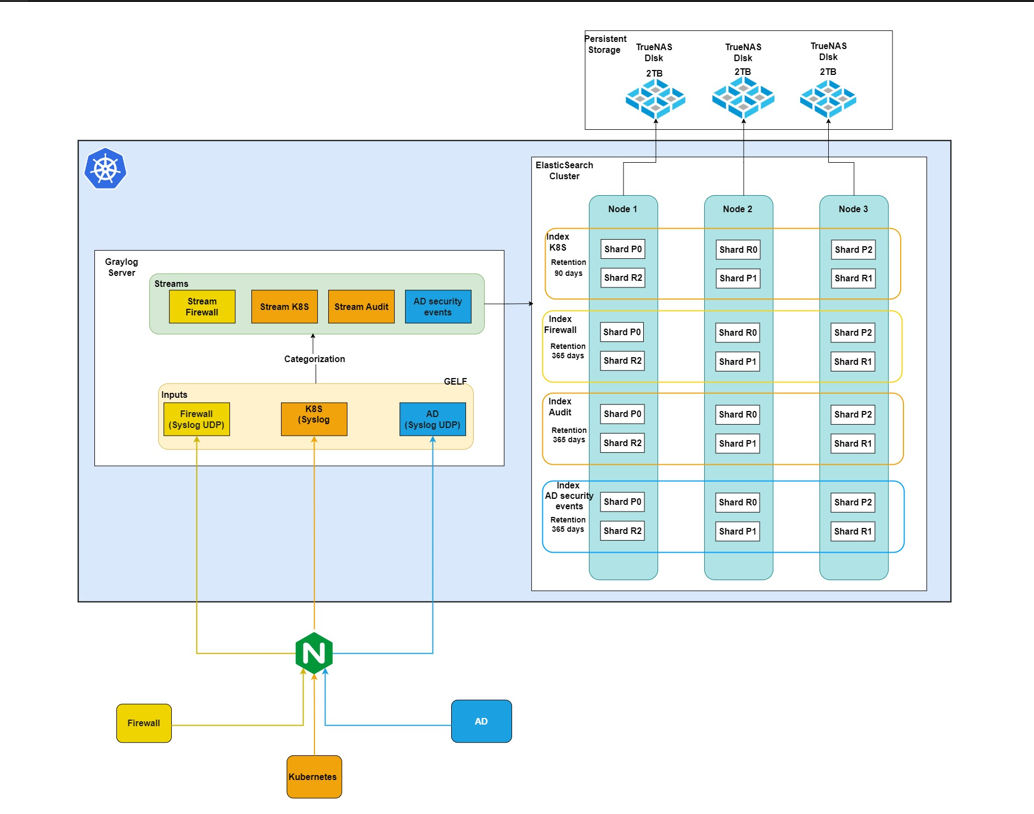 Persistent
Storage
TrueNAS
DIsk
2TB
TrueNAS
DIsk
2TB
TrueNAS
DIsk
2TB
ElasticSearch
Cluster
Node 1
Node 2
Node 3
Index
K8S
Retention
90 days
Shard P0
Shard R0
Shard P2
Shard R2
Shard P1
Shard R1
Index
Firewall
Retention
365 days
Shard P0
Shard R0
Shard P2
Shard R2
Shard P1
Shard R1
Index
Audit
Retention
365 days
Shard P0
Shard R0
Shard P2
Shard R2
Shard P1
Shard R1
Index
AD security
events
Retention
365 days
Shard P0
Shard R0
Shard P2
Shard R2
Shard P1
Shard R1
Graylog
Server
Streams
Stream
Firewall
Stream K8S
Stream Audit
AD security
events
Categorization
GELF
Inputs
Firewall
(Syslog UDP)
K8S
(Syslog
AD
(Syslog UDP)
N
Firewall
AD
Kubernetes